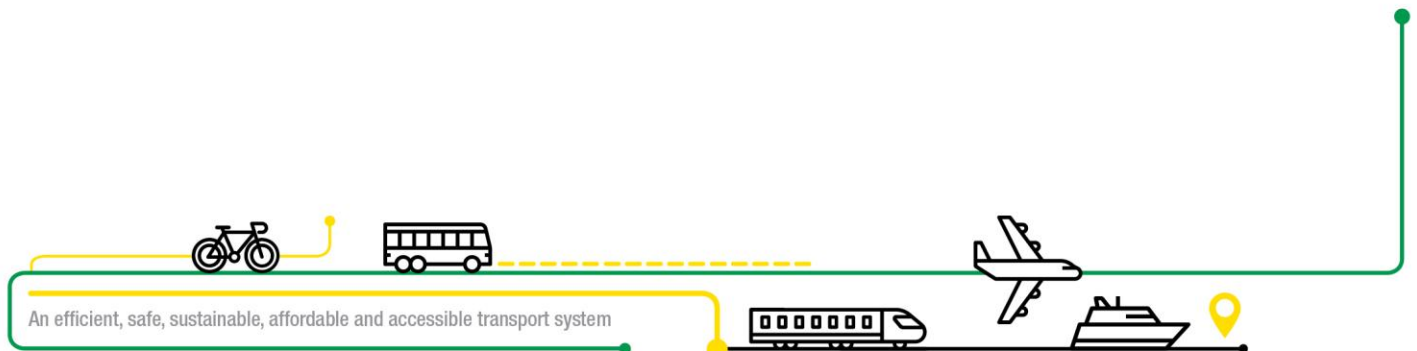 An efficient, safe, sustainable, affordable and accessible transport system